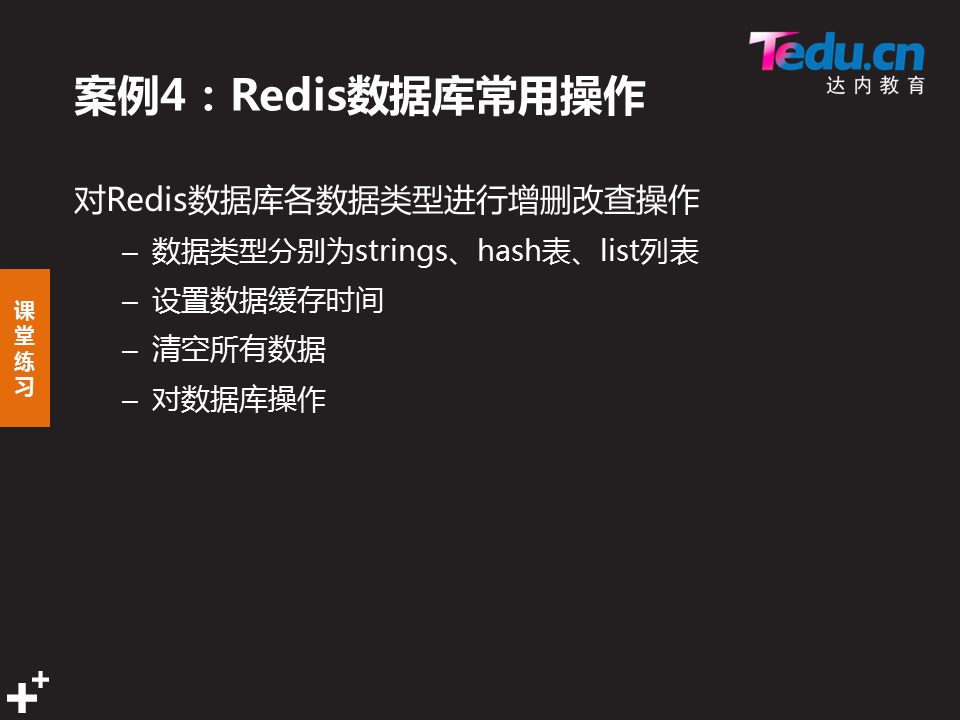 Tedu.cn
达内教育
案例4：Redis数据库常用操作
对Redis数据库各数据类型进行增删改查操作
– 数据类型分别为strings、hash表、list列表
– 设置数据缓存时间
– 清空所有数据
– 对数据库操作
课
堂
练
习